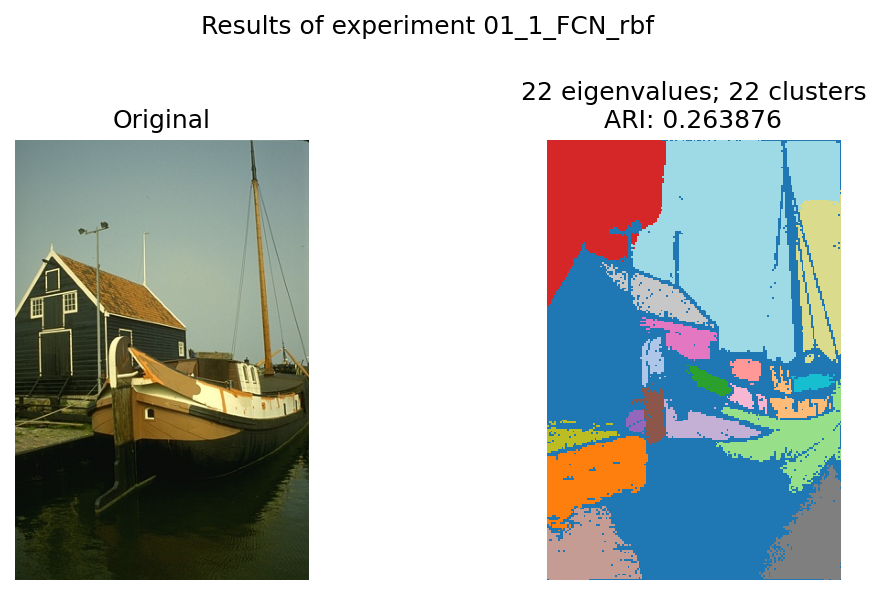 Results of experiment 01_1_FCN_rbf
Original
22 eigenvalues; 22 clusters
ARI: 0.263876